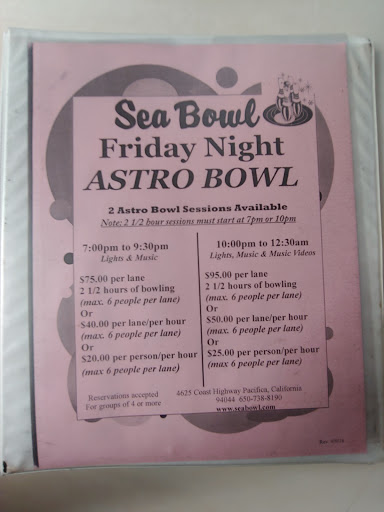 Sea Bowl
Friday Night
ASTRO BOWL
2 Astro Bowl Sessions Available
Note: 2 1/2 hour sessions must start at 7pm or 10pm
7:00pm to 9:30pm
Lights & Music
$75.00 per lane
2 1/2 hours of bowling
(max. 6 people per lane)
Or
$40.00 per lane/per hour
(max. 6 people per lane)
Or
$20.00 per person/per hour
(max 6 people per lane)
10:00pm to 12:30am
Lights, Music & Music Videos
$95.00 per lane
2 1/2 hours of bowling
(max. 6 people per lane)
Or
$50.00 per lane/per hour
(max. 6 people per lane)
Or
$25.00 per person/per hour
(max. 6 people per lane)
Reservations accepted
For groups of 4 or more
4625 Coast Highway Pacifica, California
94044 650-738-8190
www.seabowl.com